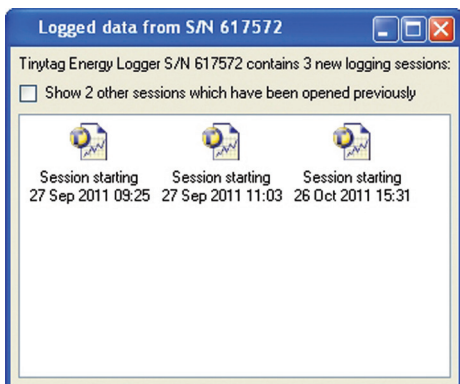 Logged data from S/N 617572
Tinytag Energy Logger S/N 617572 contains 3 new logging sessions:
Show 2 other sessions which have been opened previously
Session starting
27 Sep 2011 09:25
Session starting
27 Sep 2011 11:03
Session starting
26 Oct 2011 15:31